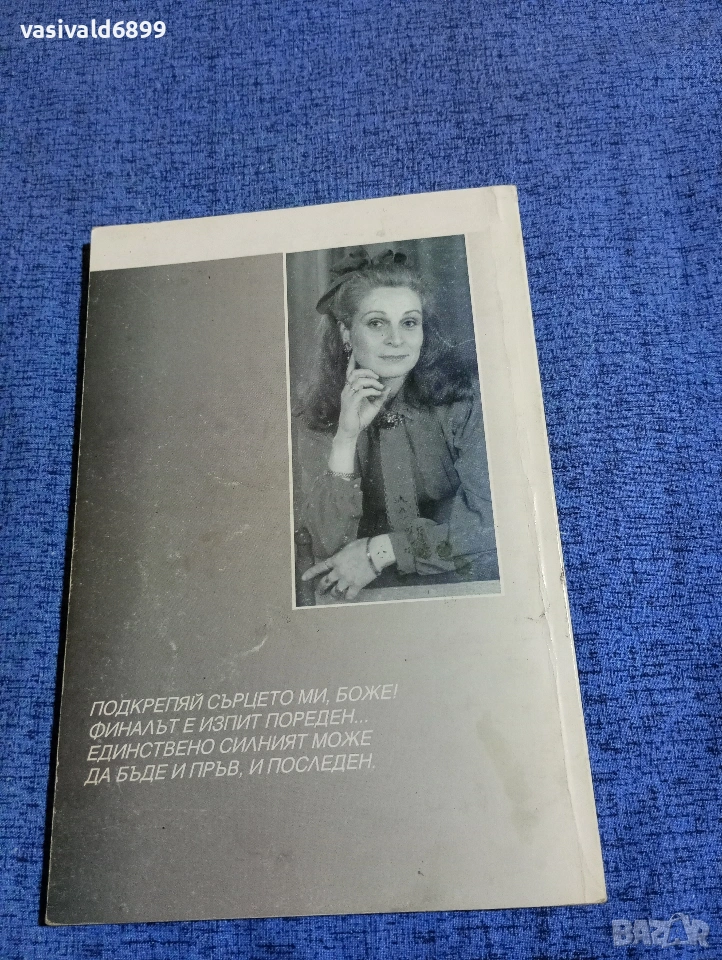 vasivald6899
ПОДКРЕПЯЙ СЪРЦЕТО МИ, БОЖЕ!
ФИНАЛЪТ Е ИЗПИТ ПОРЕДЕН...
ЕДИНСТВЕНО СИЛНИЯТ МОЖЕ
ДА БЪДЕ И ПРЪВ, И ПОСЛЕДЕН.
BAZAR